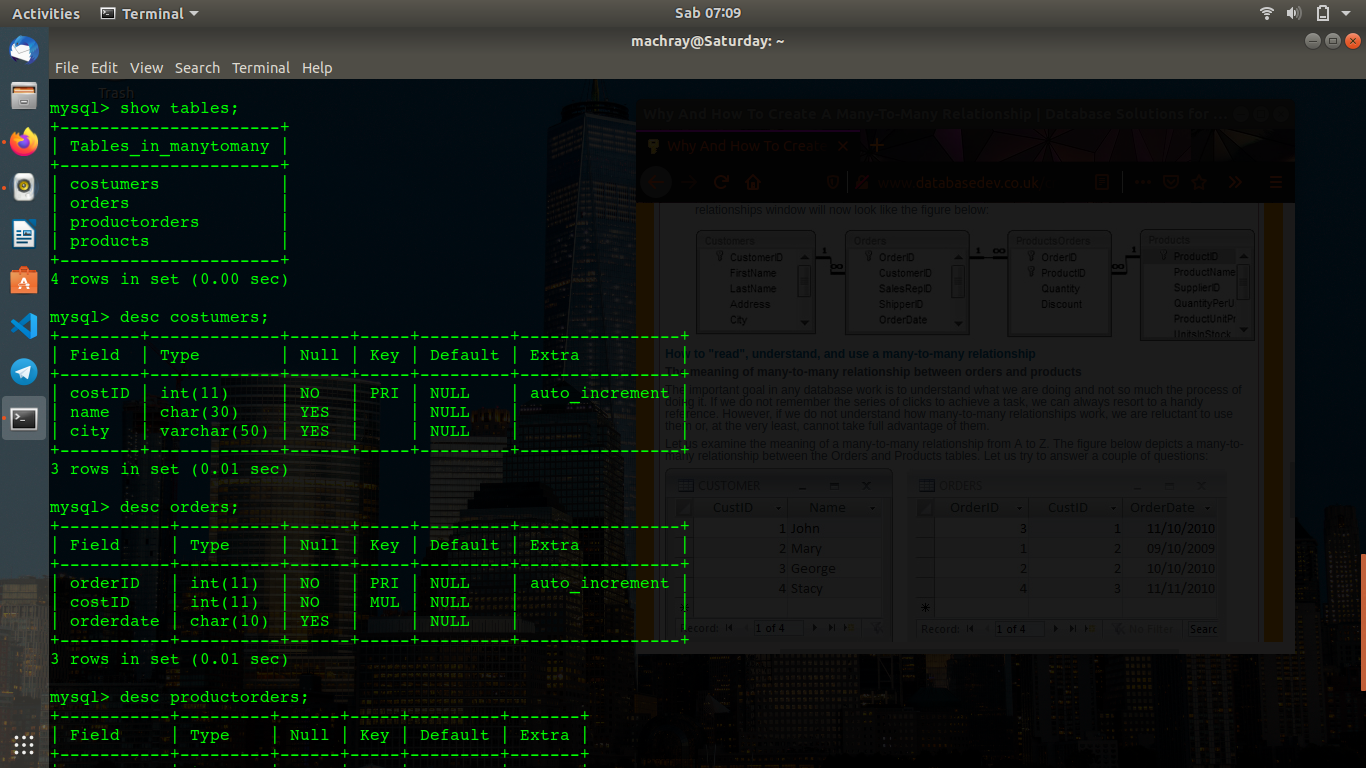 Activities
Terminal
Sab 07:09
machray@Saturday: ~
File Edit View Search Terminal Help
Trash
mysql> show tables;
+----------------------+
| Tables_in_manytomany |
+----------------------+
| costumers            |
| orders               |
| productorders        |
| products             |
+----------------------+
4 rows in set (0.00 sec)
mysql> desc costumers;
+--------+-------------+------+-----+---------+----------------+
| Field  | Type        | Null | Key | Default | Extra          |
+--------+-------------+------+-----+---------+----------------+
| costID | int(11)     | NO   | PRI | NULL    | auto_increment |
| name   | char(30)    | YES  |     | NULL    |                |
| city   | varchar(50) | YES  |     | NULL    |                |
+--------+-------------+------+-----+---------+----------------+
3 rows in set (0.01 sec)
mysql> desc orders;
+-----------+----------+------+-----+---------+----------------+
| Field     | Type     | Null | Key | Default | Extra          |
+-----------+----------+------+-----+---------+----------------+
| orderID   | int(11)  | NO   | PRI | NULL    | auto_increment |
| costID    | int(11)  | NO   | MUL | NULL    |                |
| orderdate | char(10) | YES  |     | NULL    |                |
+-----------+----------+------+-----+---------+----------------+
3 rows in set (0.01 sec)
mysql> desc productorders;
+-----------+---------+------+-----+---------+-------+
| Field     | Type    | Null | Key | Default | Extra |
+-----------+---------+------+-----+---------+-------+
Why And How To Create A Many-To-Many Relationship | Database Solutions for ...
Why And How To Creat
www.databasedev.co.uk/
relationships window will now look like the figure below:
Customers
CustomerID
FirstName
LastName
Address
City
Orders
OrderID
CustomerID
SalesRepID
ShipperID
OrderDate
ProductsOrders
OrderID
ProductID
Quantity
Discount
Products
ProductID
ProductName
SupplierID
QuantityPerU
ProductUnitPr
UnitsInStock
1 ∞ 1 ∞ ∞ 1
How to "read", understand, and use a many-to-many relationship
The meaning of many-to-many relationship between orders and products
important goal in any database work is to understand what we are doing and not so much the process of
it. If we do not remember the series of clicks to achieve a task, we can always resort to a handy
reference. However, if we do not understand how many-to-many relationships work, we are reluctant to use
them or, at the very least, cannot take full advantage of them.
Let us examine the meaning of a many-to-many relationship from A to Z. The figure below depicts a many-to-
many relationship between the Orders and Products tables. Let us try to answer a couple of questions:
CUSTOMER
CustID Name
1 John
2 Mary
3 George
4 Stacy
Record: 1 of 4
ORDERS
OrderID CustID OrderDate
3 1 11/10/2010
1 2 09/10/2009
2 2 10/10/2010
4 3 11/11/2010
Record: 1 of 4 No Filter Searc